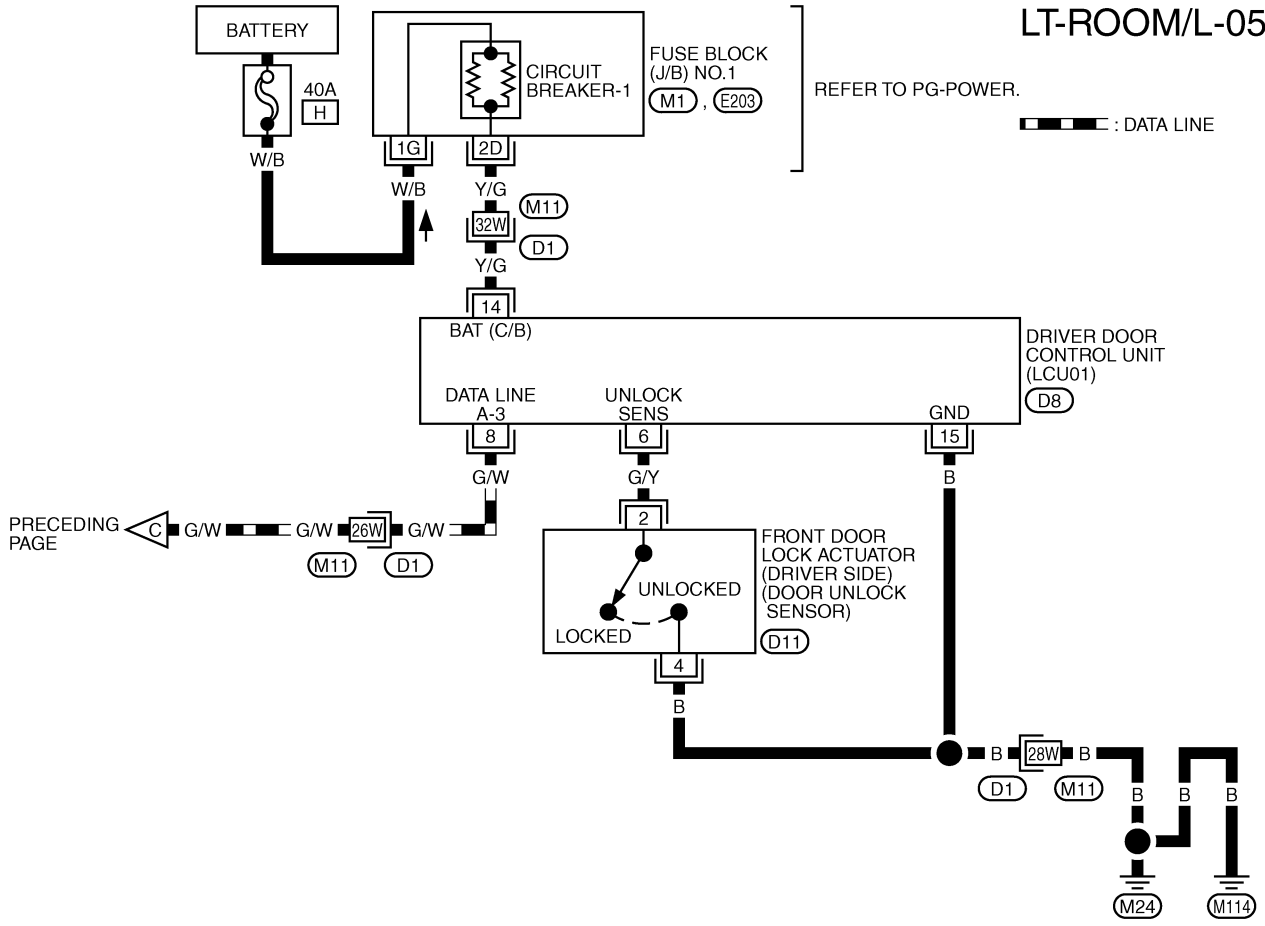 LT-ROOM/L-05
BATTERY
40A
H
W/B
FUSE BLOCK
(J/B) NO.1
M1 , E203
CIRCUIT
BREAKER-1
REFER TO PG-POWER.
: DATA LINE
1G
2D
W/B
Y/G
M11
32W
D1
Y/G
14
BAT (C/B)
DRIVER DOOR
CONTROL UNIT
(LCU01)
D8
DATA LINE
A-3
UNLOCK
SENS
GND
8
6
15
G/W
G/Y
B
PRECEDING
PAGE
C
G/W
G/W
26W
G/W
M11
D1
2
FRONT DOOR
LOCK ACTUATOR
(DRIVER SIDE)
(DOOR UNLOCK
SENSOR)
D11
UNLOCKED
LOCKED
4
B
B
28W
B
D1
M11
B
B
B
M24
M114